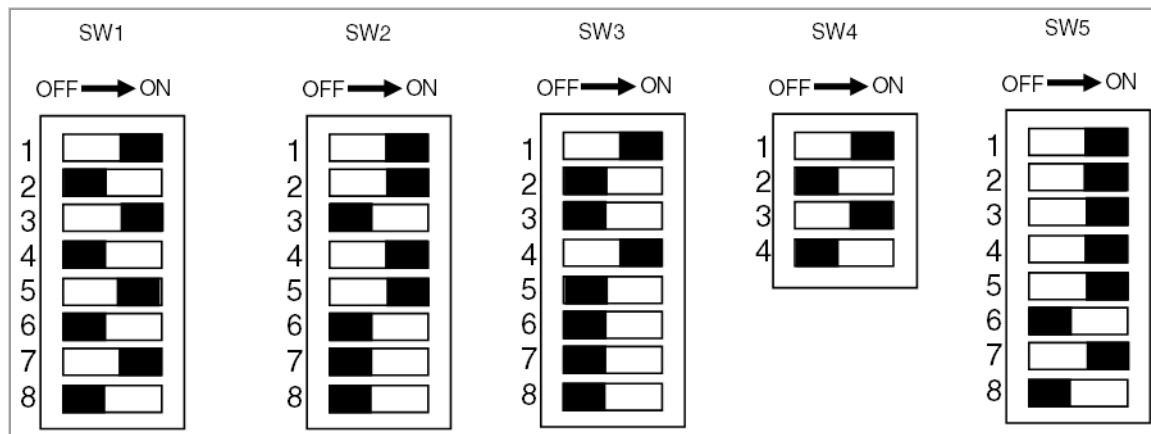 SW1 SW2 SW3 SW4 SW5
OFF ON OFF ON OFF ON OFF ON OFF ON
1 1 1 1 1
2 2 2 2 2
3 3 3 3 3
4 4 4 4 4
5 5 5 5
6 6 6 6
7 7 7 7
8 8 8 8